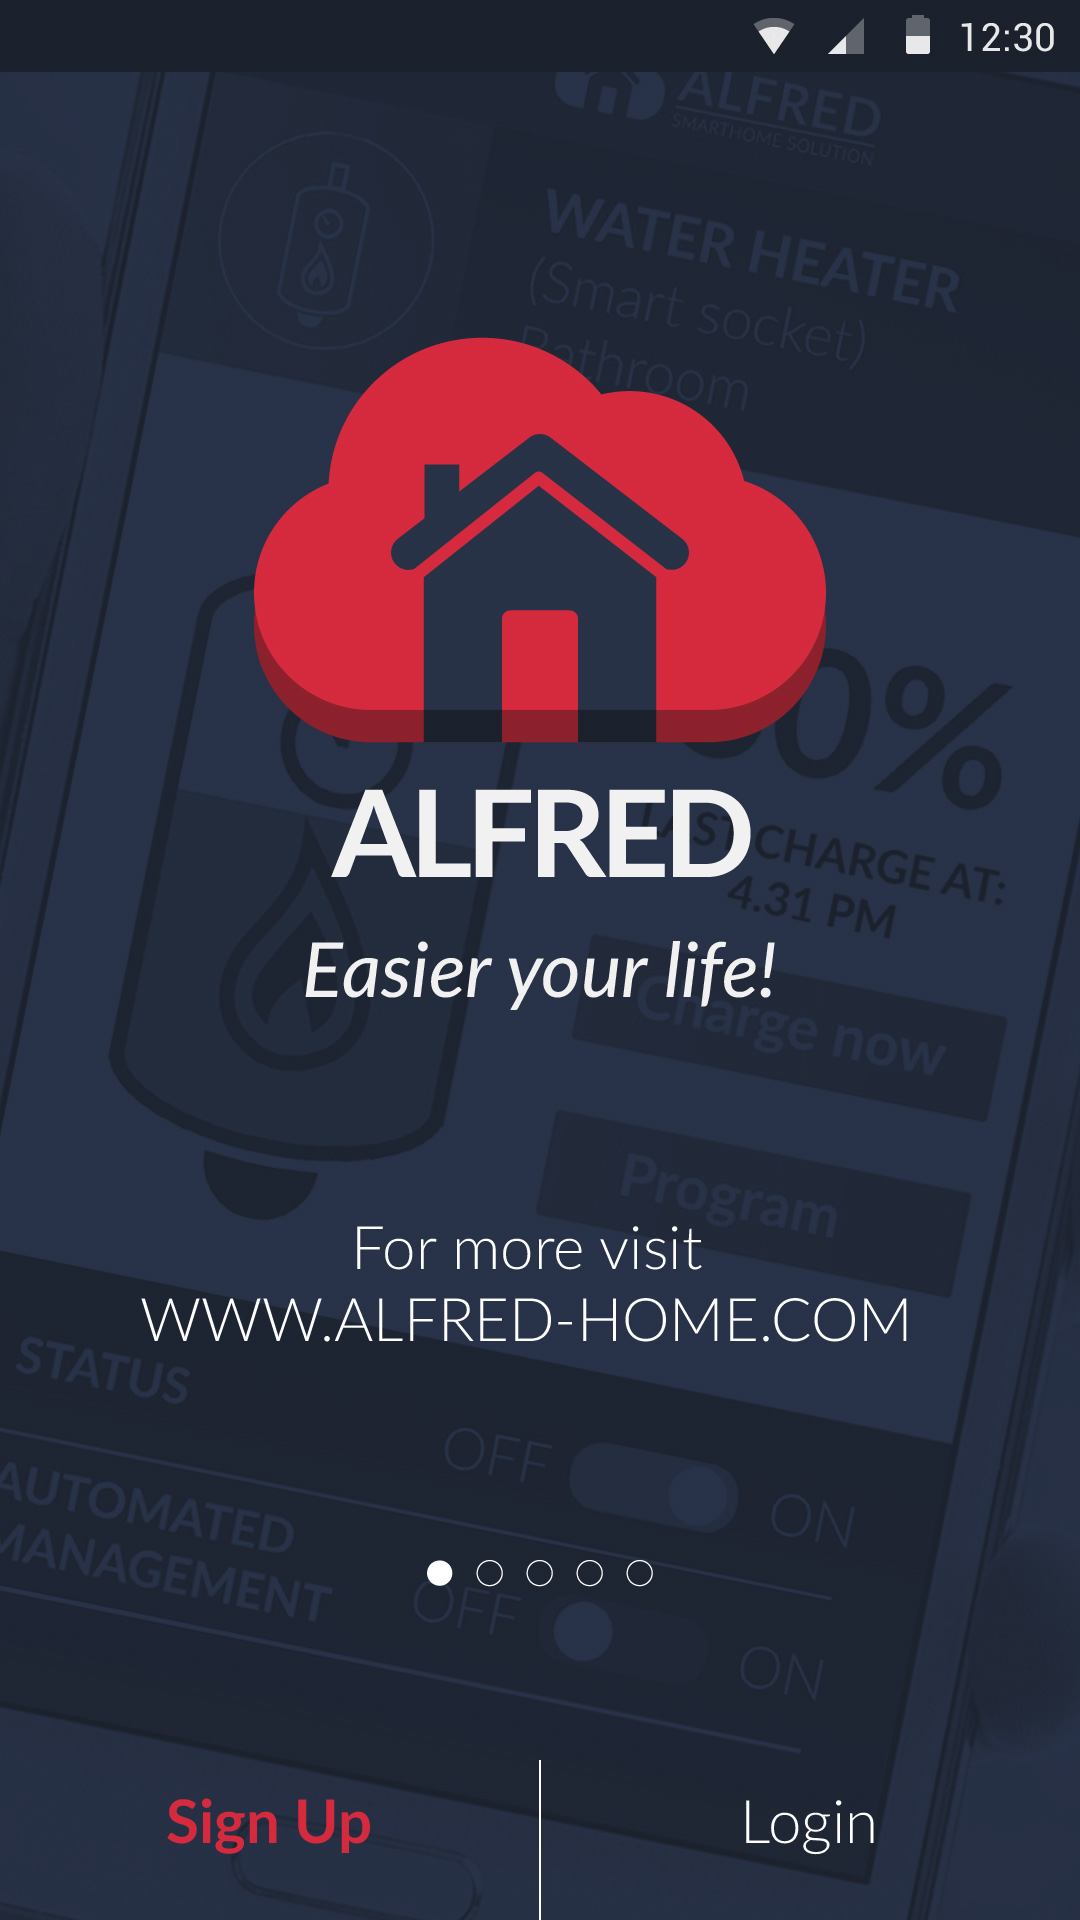 12:30
ALFRED
SMARTHOME SOLUTION
WATER HEATER
(Smart socket)
Bathroom
0%
LAST CHARGE AT:
4.31 PM
ALFRED
Easier your life!
Charge now
Program
For more visit
WWW.ALFRED-HOME.COM
STATUS
OFF ON
AUTOMATED
MANAGEMENT
OFF ON
Sign Up
Login